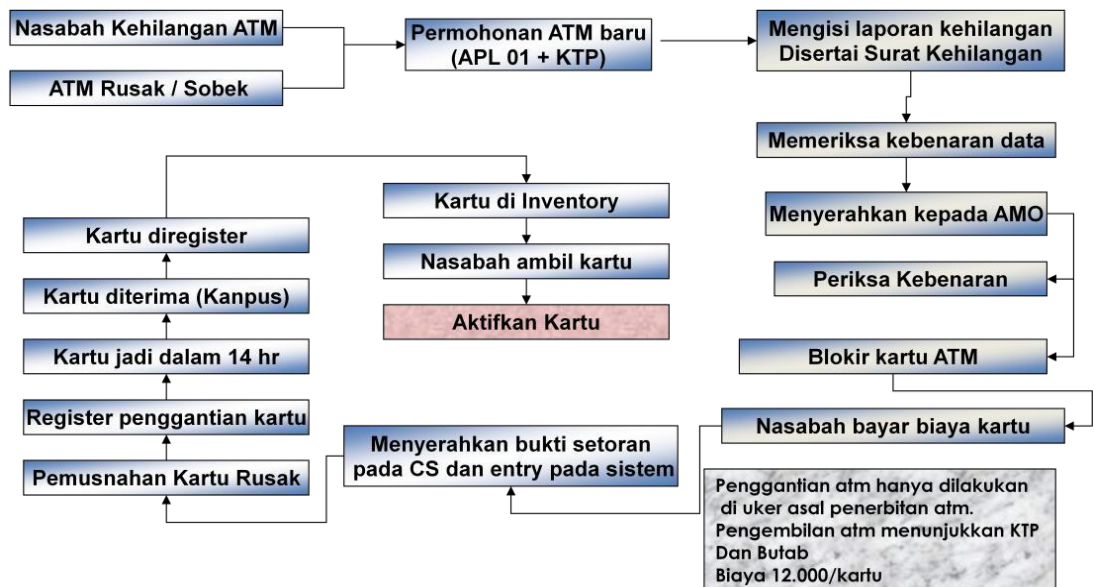 Nasabah Kehilangan ATM
ATM Rusak / Sobek
Permohonan ATM baru
(APL 01 + KTP)
Mengisi laporan kehilangan
Disertai Surat Kehilangan
Memeriksa kebenaran data
Menyerahkan kepada AMO
Periksa Kebenaran
Blokir kartu ATM
Nasabah bayar biaya kartu
Menyerahkan bukti setoran
pada CS dan entry pada sistem
Pemusnahan Kartu Rusak
Register penggantian kartu
Kartu jadi dalam 14 hr
Kartu diterima (Kanpus)
Kartu diregister
Kartu di Inventory
Nasabah ambil kartu
Aktifkan Kartu
Penggantian atm hanya dilakukan
di uker asal penerbitan atm.
Pengembilan atm menunjukkan KTP
Dan Butab
Biaya 12.000/kartu